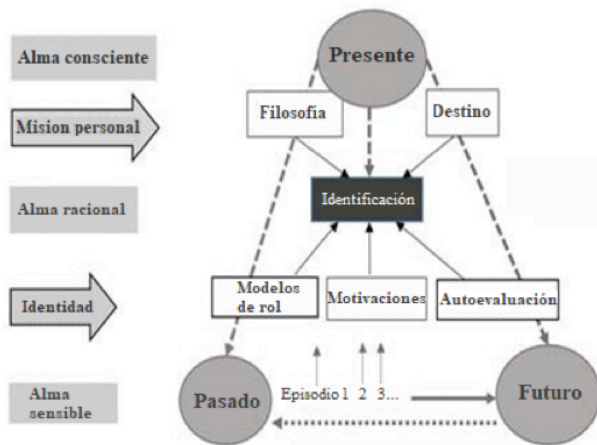 Alma consciente
Presente
Filosofía
Destino
Mision personal
Identificación
Alma racional
Identidad
Modelos
de rol
Motivaciones
Autoevaluación
Pasado
Episodio 1 2 3...
Futuro
Alma
sensible